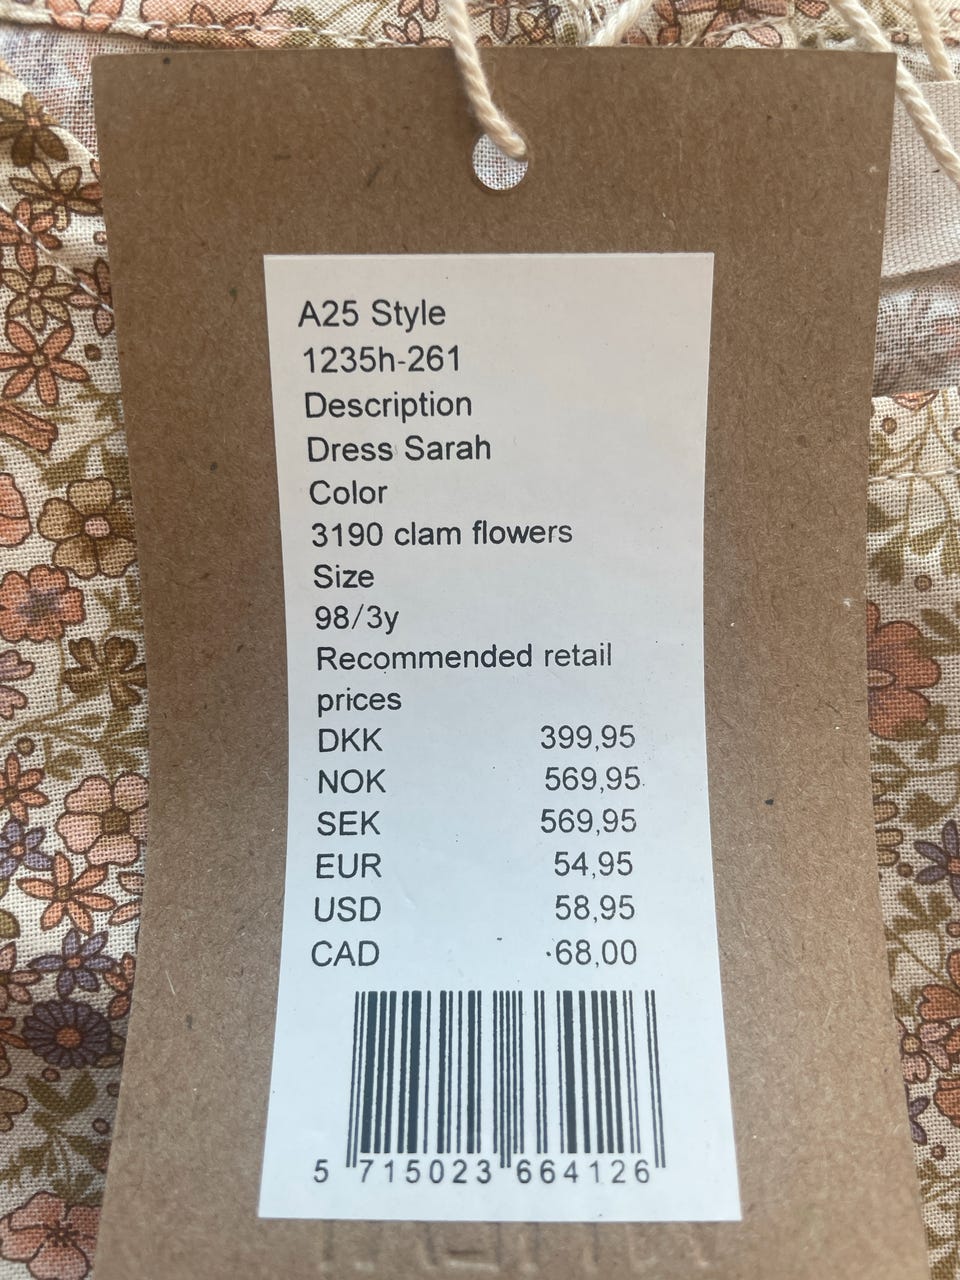 A25 Style
1235h-261
Description
Dress Sarah
Color
3190 clam flowers
Size
98/3y
Recommended retail
prices
DKK 399,95
NOK 569,95
SEK 569,95
EUR 54,95
USD 58,95
CAD 68,00
5 715023 664126